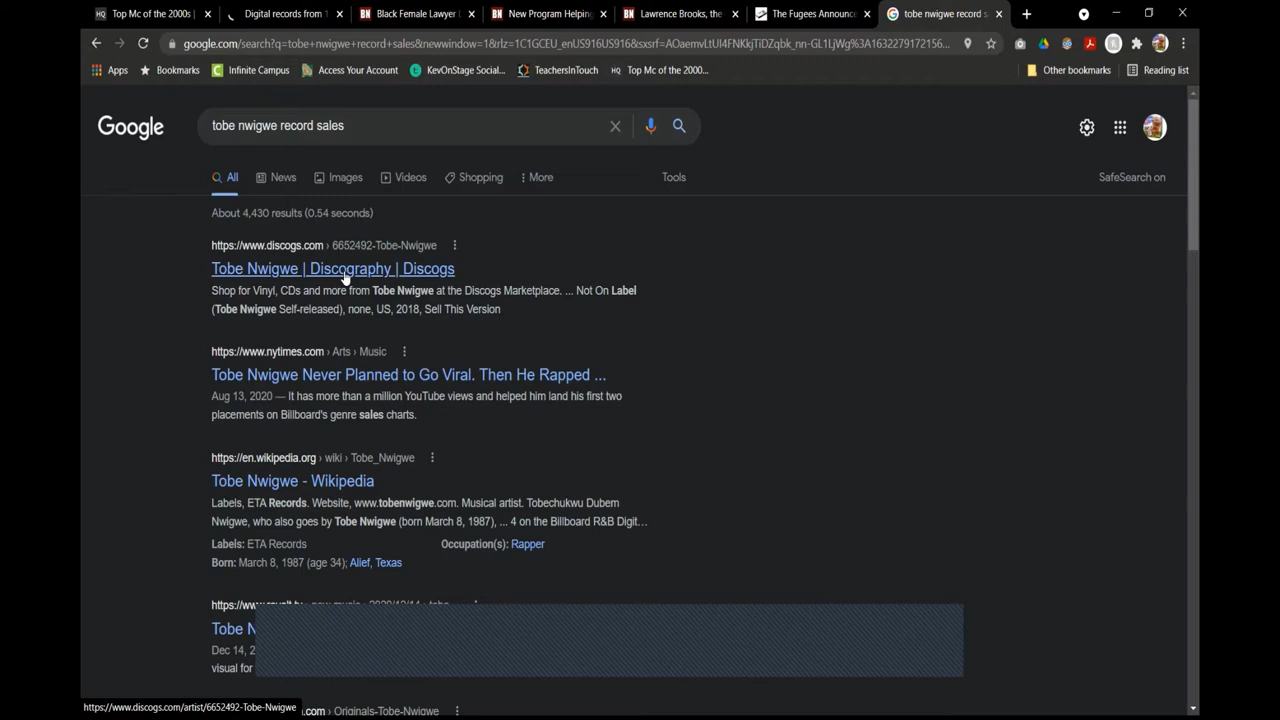 Top Mc of the 2000s
Digital records from 1
Black Female Lawyer
New Program Helping
Lawrence Brooks, the
The Fugees Announce
tobe nwigwe record s
google.com/search?q=tobe+nwigwe+record+sales&newwindow=1&rlz=1C1GCEU_enUS916US916&sxsrf=AOaemvLtUI4FNKkjTiDZqbk_nn-GL1LjWg%3A1632279172156...
Apps
Bookmarks
Infinite Campus
Access Your Account
KevOnStage Social...
TeachersInTouch
HQ Top Mc of the 2000...
Other bookmarks
Reading list
Google
tobe nwigwe record sales
All
News
Images
Videos
Shopping
More
Tools
SafeSearch on
About 4,430 results (0.54 seconds)
https://www.discogs.com › 6652492-Tobe-Nwigwe
Tobe Nwigwe | Discography | Discogs
Shop for Vinyl, CDs and more from Tobe Nwigwe at the Discogs Marketplace. ... Not On Label
(Tobe Nwigwe Self-released), none, US, 2018, Sell This Version
https://www.nytimes.com › Arts › Music
Tobe Nwigwe Never Planned to Go Viral. Then He Rapped ...
Aug 13, 2020 — It has more than a million YouTube views and helped him land his first two
placements on Billboard's genre sales charts.
https://en.wikipedia.org › wiki › Tobe_Nwigwe
Tobe Nwigwe - Wikipedia
Labels, ETA Records. Website, www.tobenwigwe.com. Musical artist. Tobechukwu Dubem
Nwigwe, who also goes by Tobe Nwigwe (born March 8, 1987), ... 4 on the Billboard R&B Digit...
Labels: ETA Records
Occupation(s): Rapper
Born: March 8, 1987 (age 34); Alief, Texas
Tobe N
Dec 14, 2
visual for
https://www.discogs.com/artist/6652492-Tobe-Nwigwe
.com › Originals-Tobe-Nwigwe